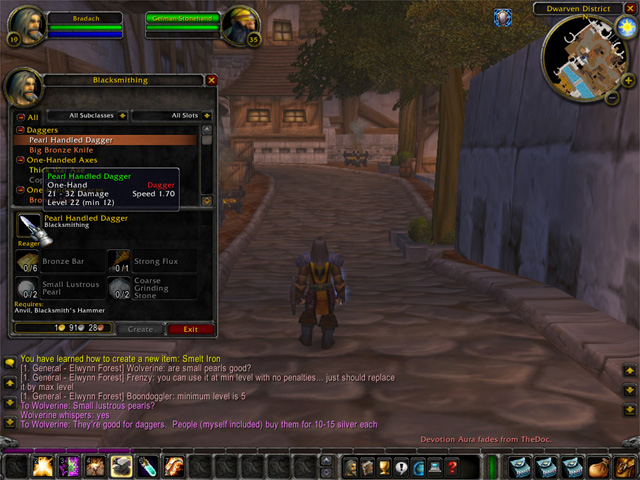 Bradach
19
Gelman Stonehand
35
Dwarven District
N
Blacksmithing
All
All Subclasses
All Slots
Daggers
Pearl Handled Dagger
Big Bronze Knife
One-Handed Axes
Pearl Handled Dagger
One-Hand Dagger
21 - 32 Damage Speed 1.70
Level 22 (min 12)
Pearl Handled Dagger
Blacksmithing
0/6 Bronze Bar
0/1 Strong Flux
0/2 Small Lustrous Pearl
0/2 Coarse Grinding Stone
Requires:
Anvil, Blacksmith's Hammer
1 91 28
Create
Exit
You have learned how to create a new item: Smelt Iron
[1. General - Elwynn Forest] Wolverine: are small pearls good?
[1. General - Elwynn Forest] Frenzy: you can use it at min level with no penalties... just should replace
it by max level
[1. General - Elwynn Forest] Boondoggler: minimum level is 5
To Wolverine: Small lustrous pearls?
Wolverine whispers: yes
To Wolverine: They're good for daggers.  People (myself included) buy them for 10-15 silver each
Devotion Aura fades from TheDoc.